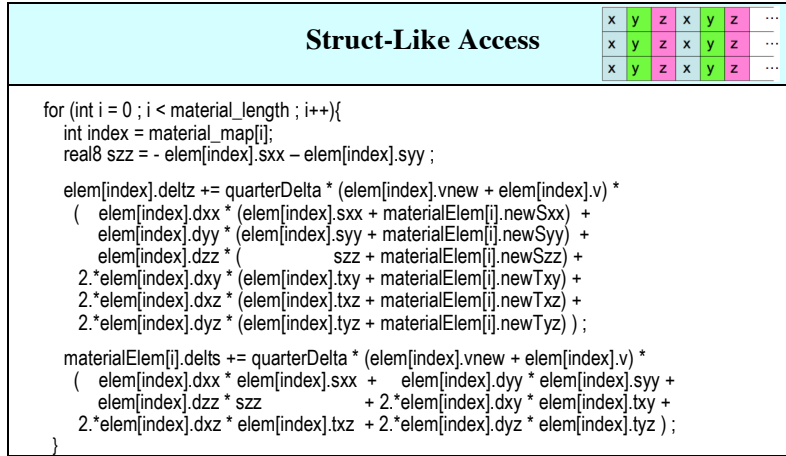 Struct-Like Access
x y z x y z ...
x y z x y z ...
x y z x y z ...
for (int i = 0 ; i < material_length ; i++){
int index = material_map[i];
real8 szz = - elem[index].sxx – elem[index].syy ;
elem[index].deltz += quarterDelta * (elem[index].vnew + elem[index].v) *
( elem[index].dxx * (elem[index].sxx + materialElem[i].newSxx) +
elem[index].dyy * (elem[index].syy + materialElem[i].newSyy) +
elem[index].dzz * ( szz + materialElem[i].newSzz) +
2.*elem[index].dxy * (elem[index].txy + materialElem[i].newTxy) +
2.*elem[index].dxz * (elem[index].txz + materialElem[i].newTxz) +
2.*elem[index].dyz * (elem[index].tyz + materialElem[i].newTyz) ) ;
materialElem[i].delts += quarterDelta * (elem[index].vnew + elem[index].v) *
( elem[index].dxx * elem[index].sxx + elem[index].dyy * elem[index].syy +
elem[index].dzz * szz + 2.*elem[index].dxy * elem[index].txy +
2.*elem[index].dxz * elem[index].txz + 2.*elem[index].dyz * elem[index].tyz ) ;
}